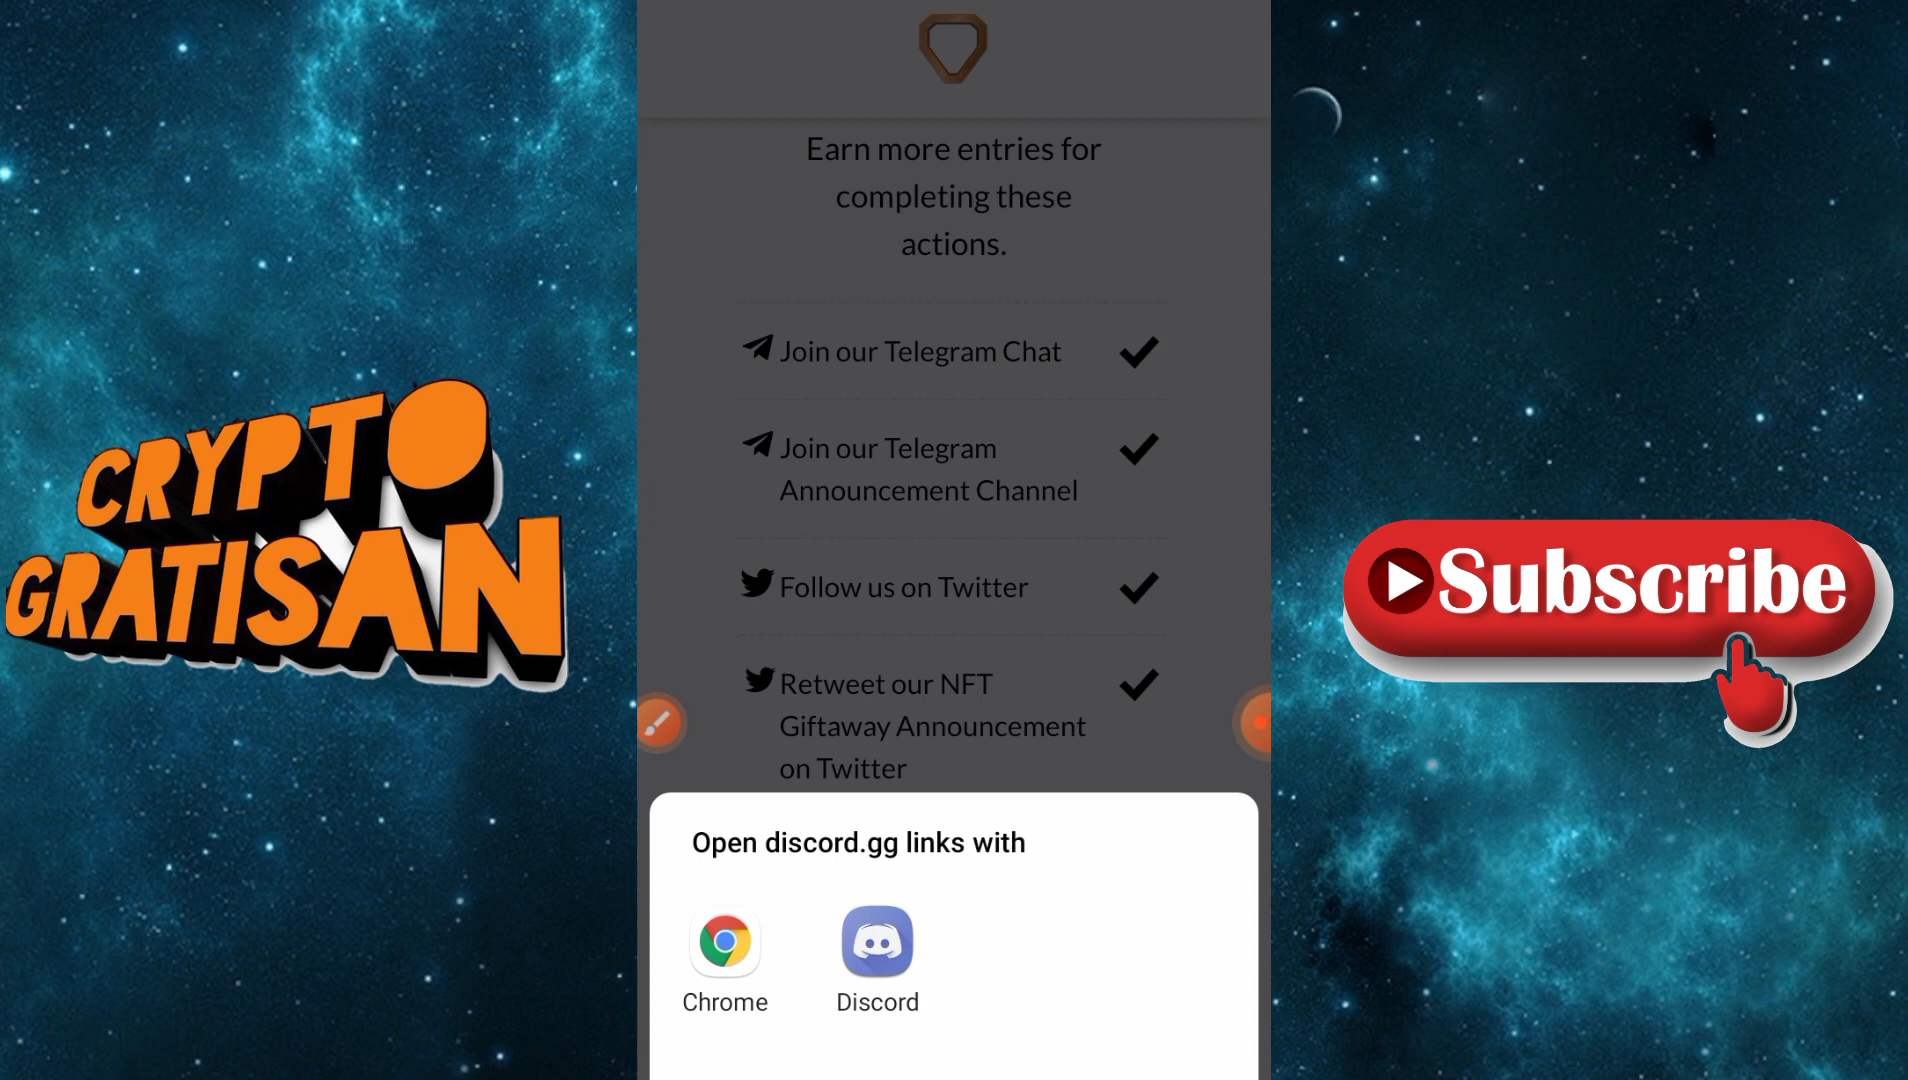 CRYPTO
GRATISAN
Earn more entries for
completing these
actions.
Join our Telegram Chat
Join our Telegram
Announcement Channel
Follow us on Twitter
Retweet our NFT
Giftaway Announcement
on Twitter
Open discord.gg links with
Chrome
Discord
Subscribe